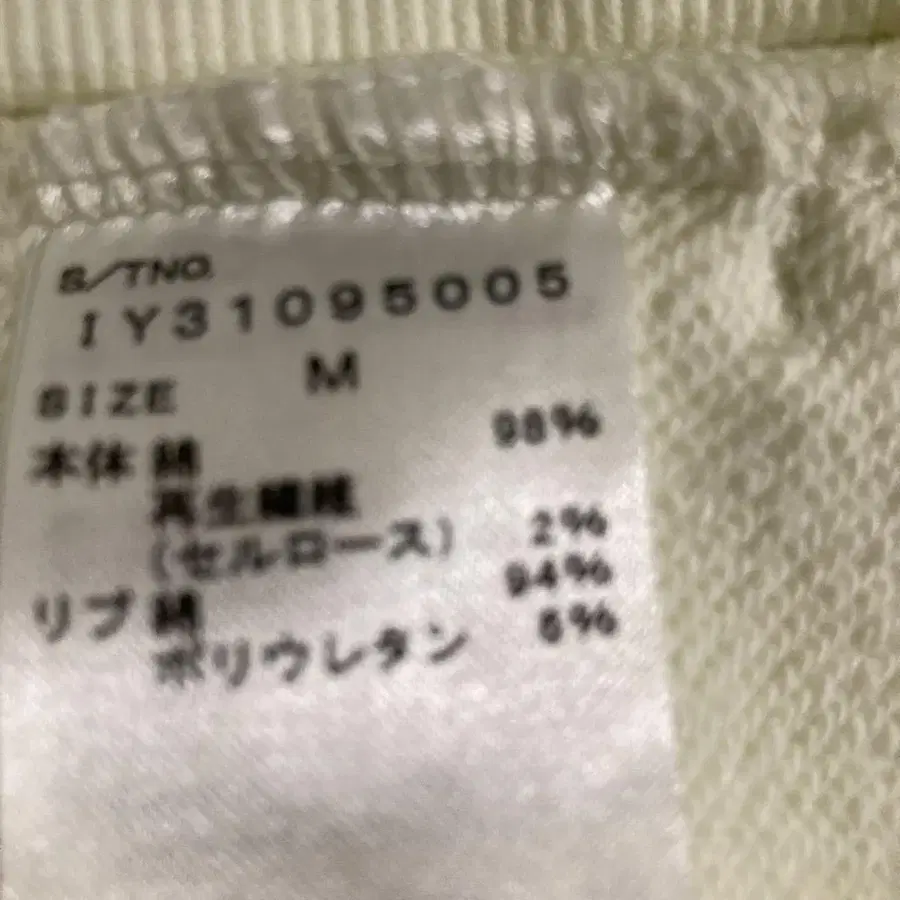 S/TNO.
IY31095005
SIZE M
本体 綿 98%
再生繊維
(セルロース) 2%
リブ 綿 94%
ポリウレタン 6%